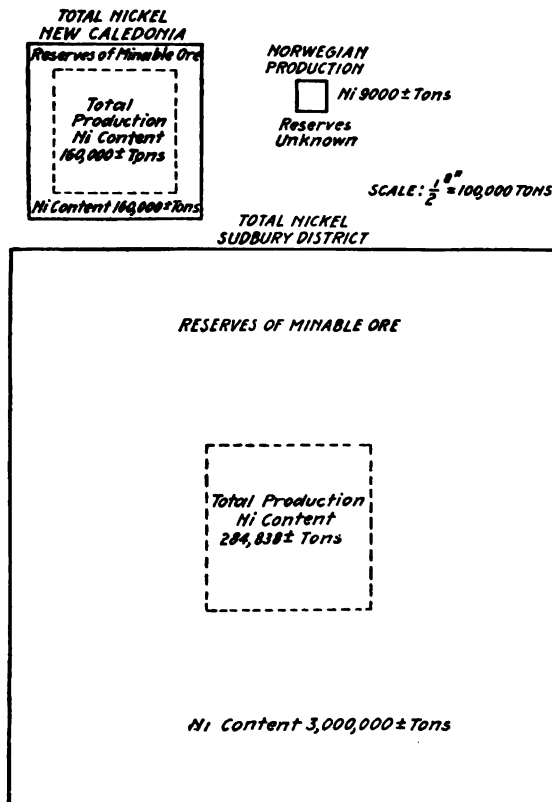 TOTAL NICKEL
NEW CALEDONIA
Reserves of Minable Ore
Total
Production
Ni Content
160,000± Tons
Ni Content 160,000± Tons
NORWEGIAN
PRODUCTION
Ni 9000± Tons
Reserves
Unknown
SCALE: 1/2 □" = 100,000 TONS
TOTAL NICKEL
SUDBURY DISTRICT
RESERVES OF MINABLE ORE
Total Production
Ni Content
284,838± Tons
Ni Content 3,000,000± Tons